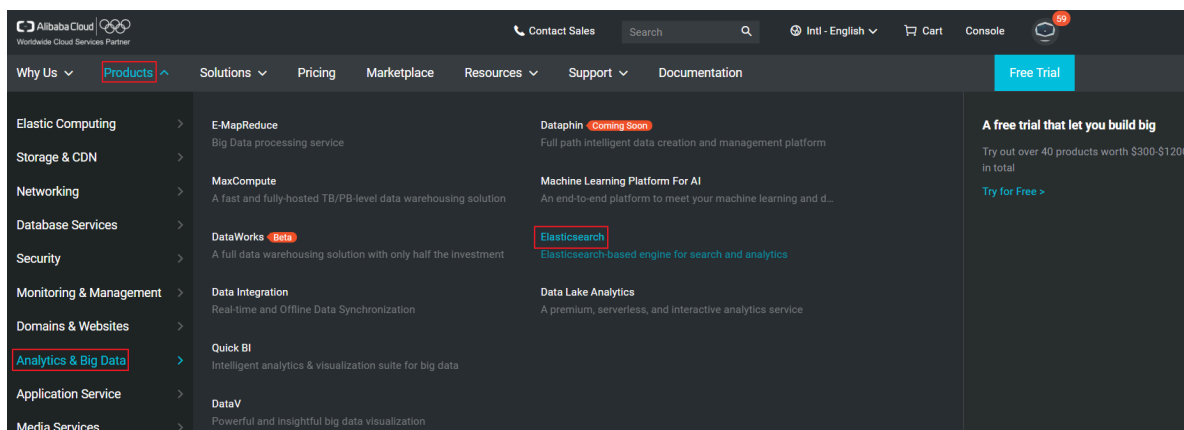 Alibaba Cloud
Worldwide Cloud Services Partner
Contact Sales
Search
Intl - English
Cart
Console
59
Why Us
Products
Solutions
Pricing
Marketplace
Resources
Support
Documentation
Free Trial
Elastic Computing
Storage & CDN
Networking
Database Services
Security
Monitoring & Management
Domains & Websites
Analytics & Big Data
Application Service
Media Services
E-MapReduce
Big Data processing service
MaxCompute
A fast and fully-hosted TB/PB-level data warehousing solution
DataWorks Beta
A full data warehousing solution with only half the investment
Data Integration
Real-time and Offline Data Synchronization
Quick BI
Intelligent analytics & visualization suite for big data
DataV
Powerful and insightful big data visualization
Dataphin Coming Soon
Full path intelligent data creation and management platform
Machine Learning Platform For AI
An end-to-end platform to meet your machine learning and d...
Elasticsearch
Elasticsearch-based engine for search and analytics
Data Lake Analytics
A premium, serverless, and interactive analytics service
A free trial that let you build big
Try out over 40 products worth $300-$1200
in total
Try for Free >